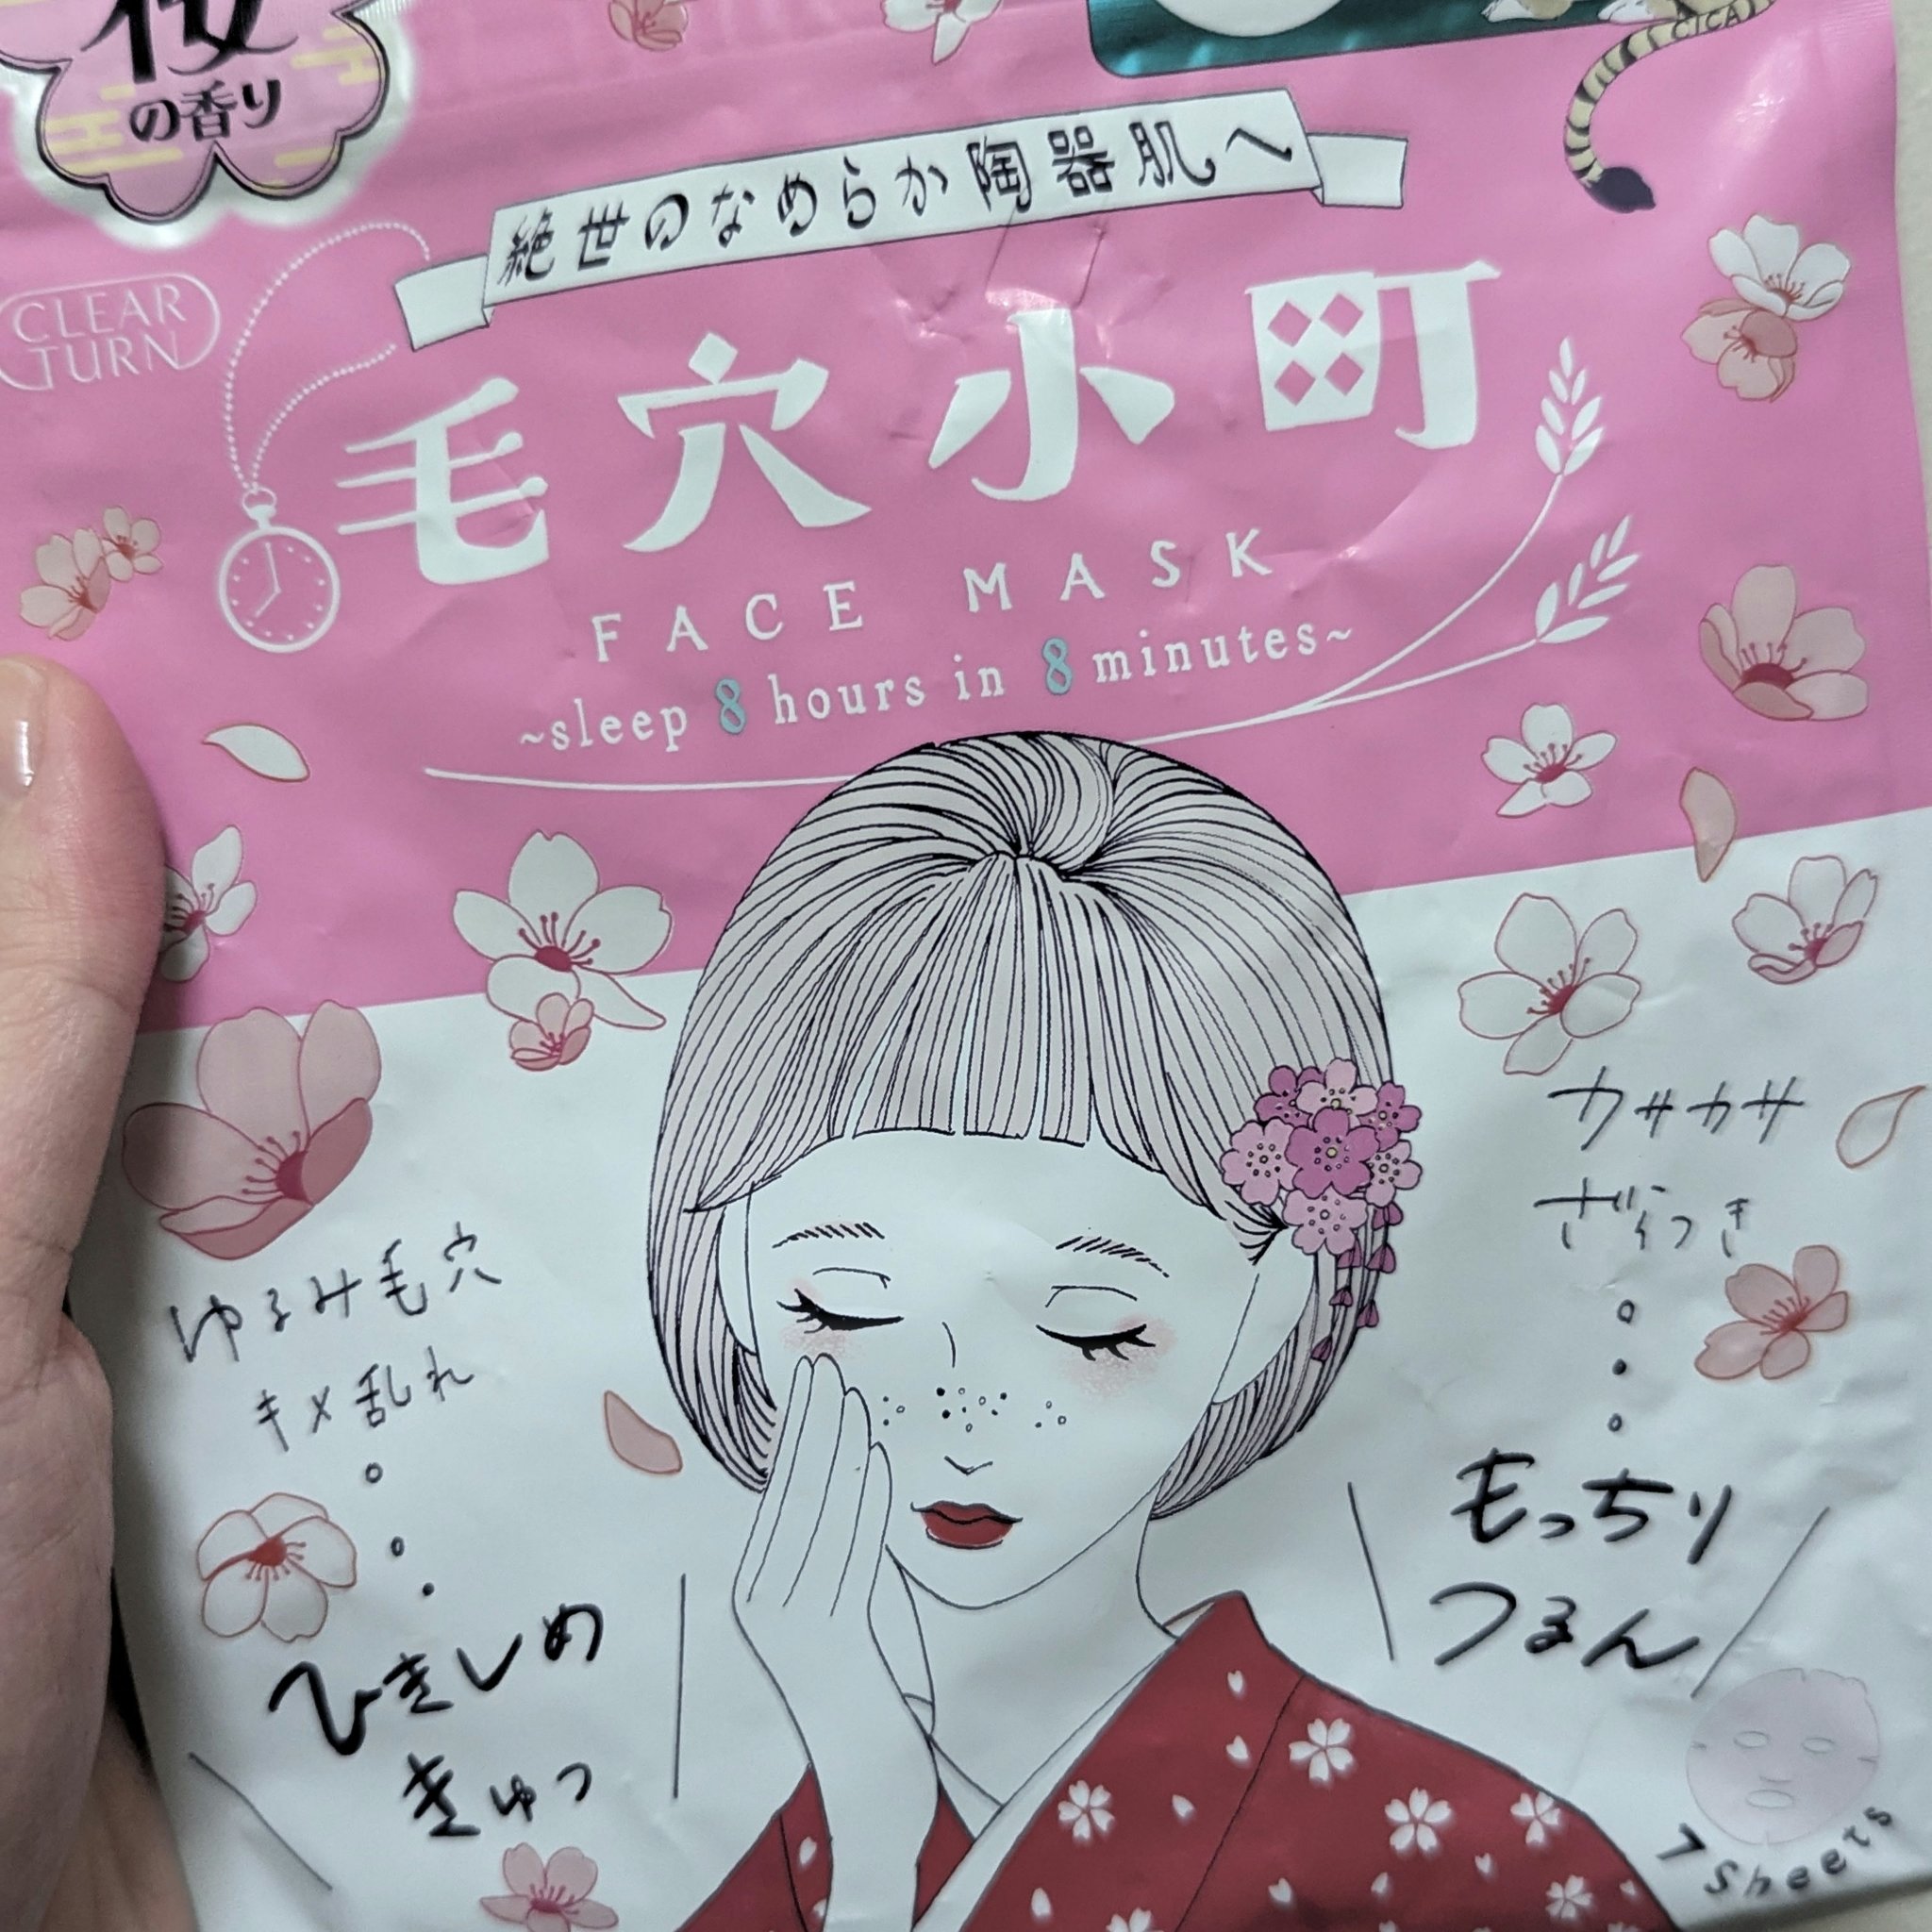 桜
の香り
CICA
絶世のなめらか陶器肌へ
CLEAR
TURN
毛穴小町
FACE MASK
~sleep 8 hours in 8 minutes~
カサカサ
ざらつき
もっちり
つるん
ゆるみ毛穴
キメ乱れ
ひきしめ
きゅっ
7 Sheets